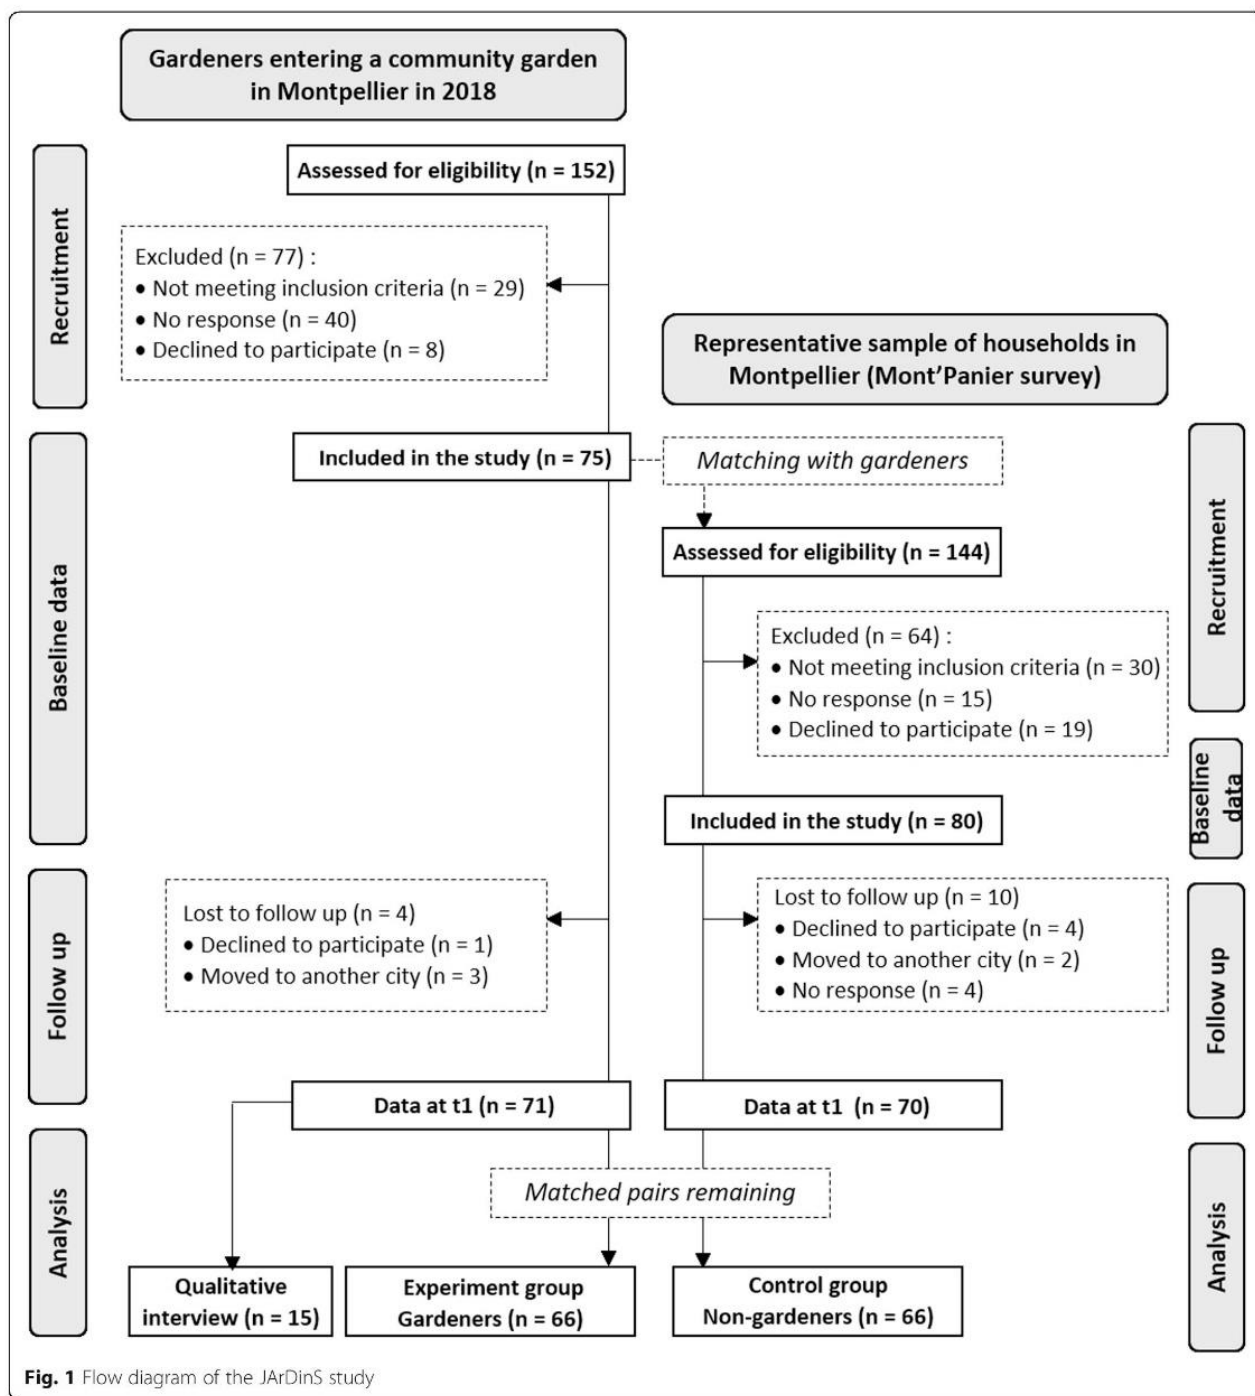 Gardeners entering a community garden
in Montpellier in 2018
Recruitment
Assessed for eligibility (n = 152)
Excluded (n = 77) :
• Not meeting inclusion criteria (n = 29)
• No response (n = 40)
• Declined to participate (n = 8)
Representative sample of households in
Montpellier (Mont'Panier survey)
Baseline data
Included in the study (n = 75)
Matching with gardeners
Recruitment
Assessed for eligibility (n = 144)
Excluded (n = 64) :
• Not meeting inclusion criteria (n = 30)
• No response (n = 15)
• Declined to participate (n = 19)
Baseline
data
Included in the study (n = 80)
Follow up
Lost to follow up (n = 4)
• Declined to participate (n = 1)
• Moved to another city (n = 3)
Lost to follow up (n = 10)
• Declined to participate (n = 4)
• Moved to another city (n = 2)
• No response (n = 4)
Follow up
Data at t1 (n = 71)
Data at t1 (n = 70)
Analysis
Matched pairs remaining
Analysis
Qualitative
interview (n = 15)
Experiment group
Gardeners (n = 66)
Control group
Non-gardeners (n = 66)
Fig. 1 Flow diagram of the JArDinS study